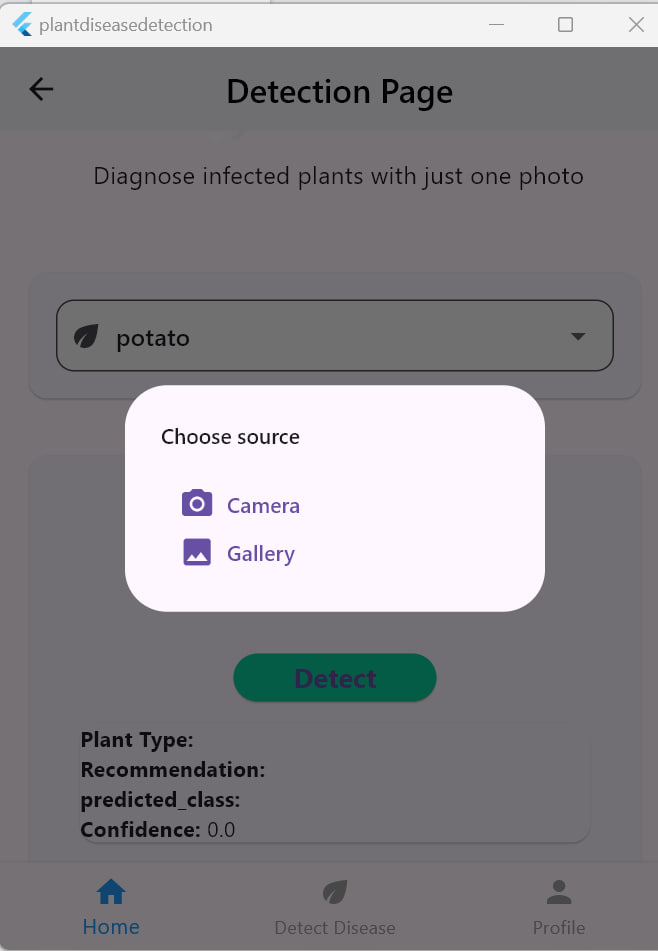 plantdiseasedetection
Detection Page
Diagnose infected plants with just one photo
potato
Choose source
Camera
Gallery
Detect
Plant Type:
Recommendation:
predicted_class:
Confidence: 0.0
Home
Detect Disease
Profile